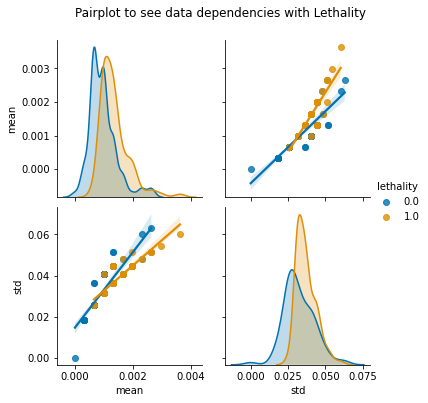 Pairplot to see data dependencies with Lethality
0.003
0.002
0.001
0.000
mean
lethality
0.0
1.0
0.06
0.04
0.02
0.00
std
0.000 0.002 0.004
mean
0.000 0.025 0.050 0.075
std